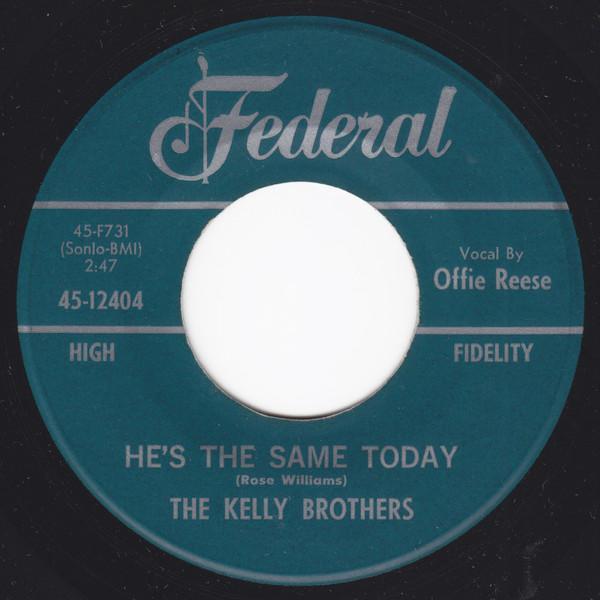 Federal
45-F731
(Sonlo-BMI)
2:47
45-12404
Vocal By
Offie Reese
HIGH FIDELITY
HE'S THE SAME TODAY
(Rose Williams)
THE KELLY BROTHERS